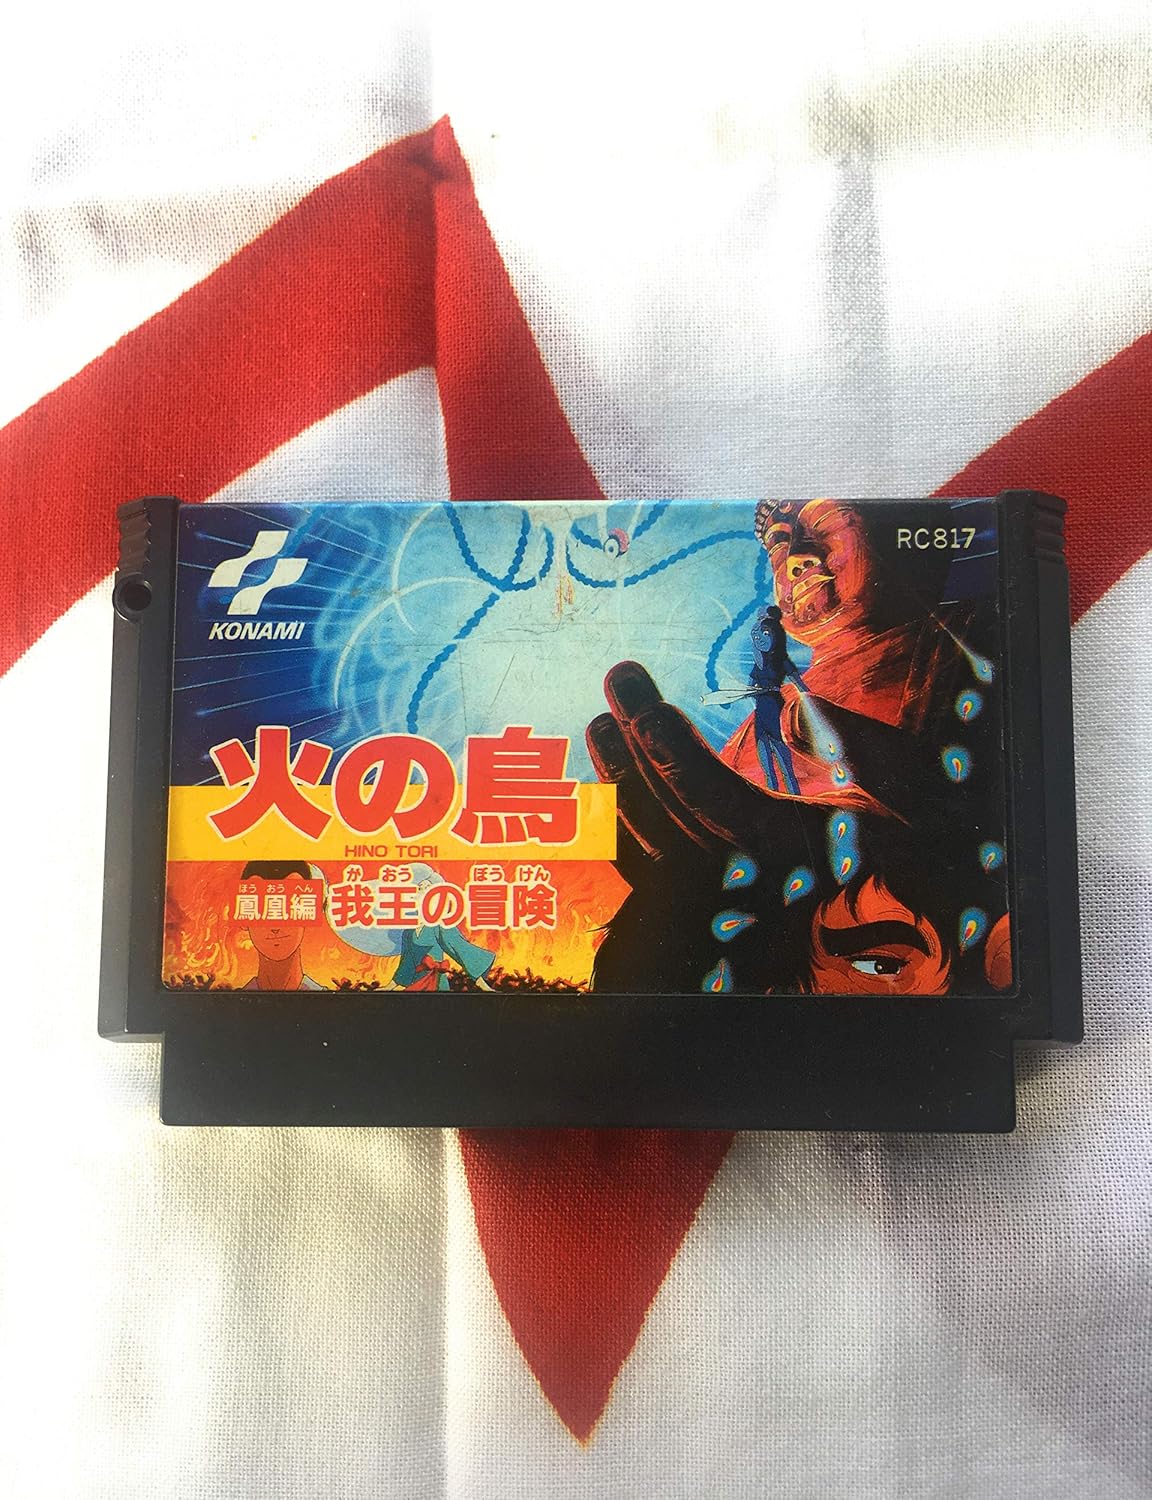 RC817
KONAMI
火の鳥
HINO TORI
ほう おう へん が おう ぼう けん
鳳凰編 我王の冒険